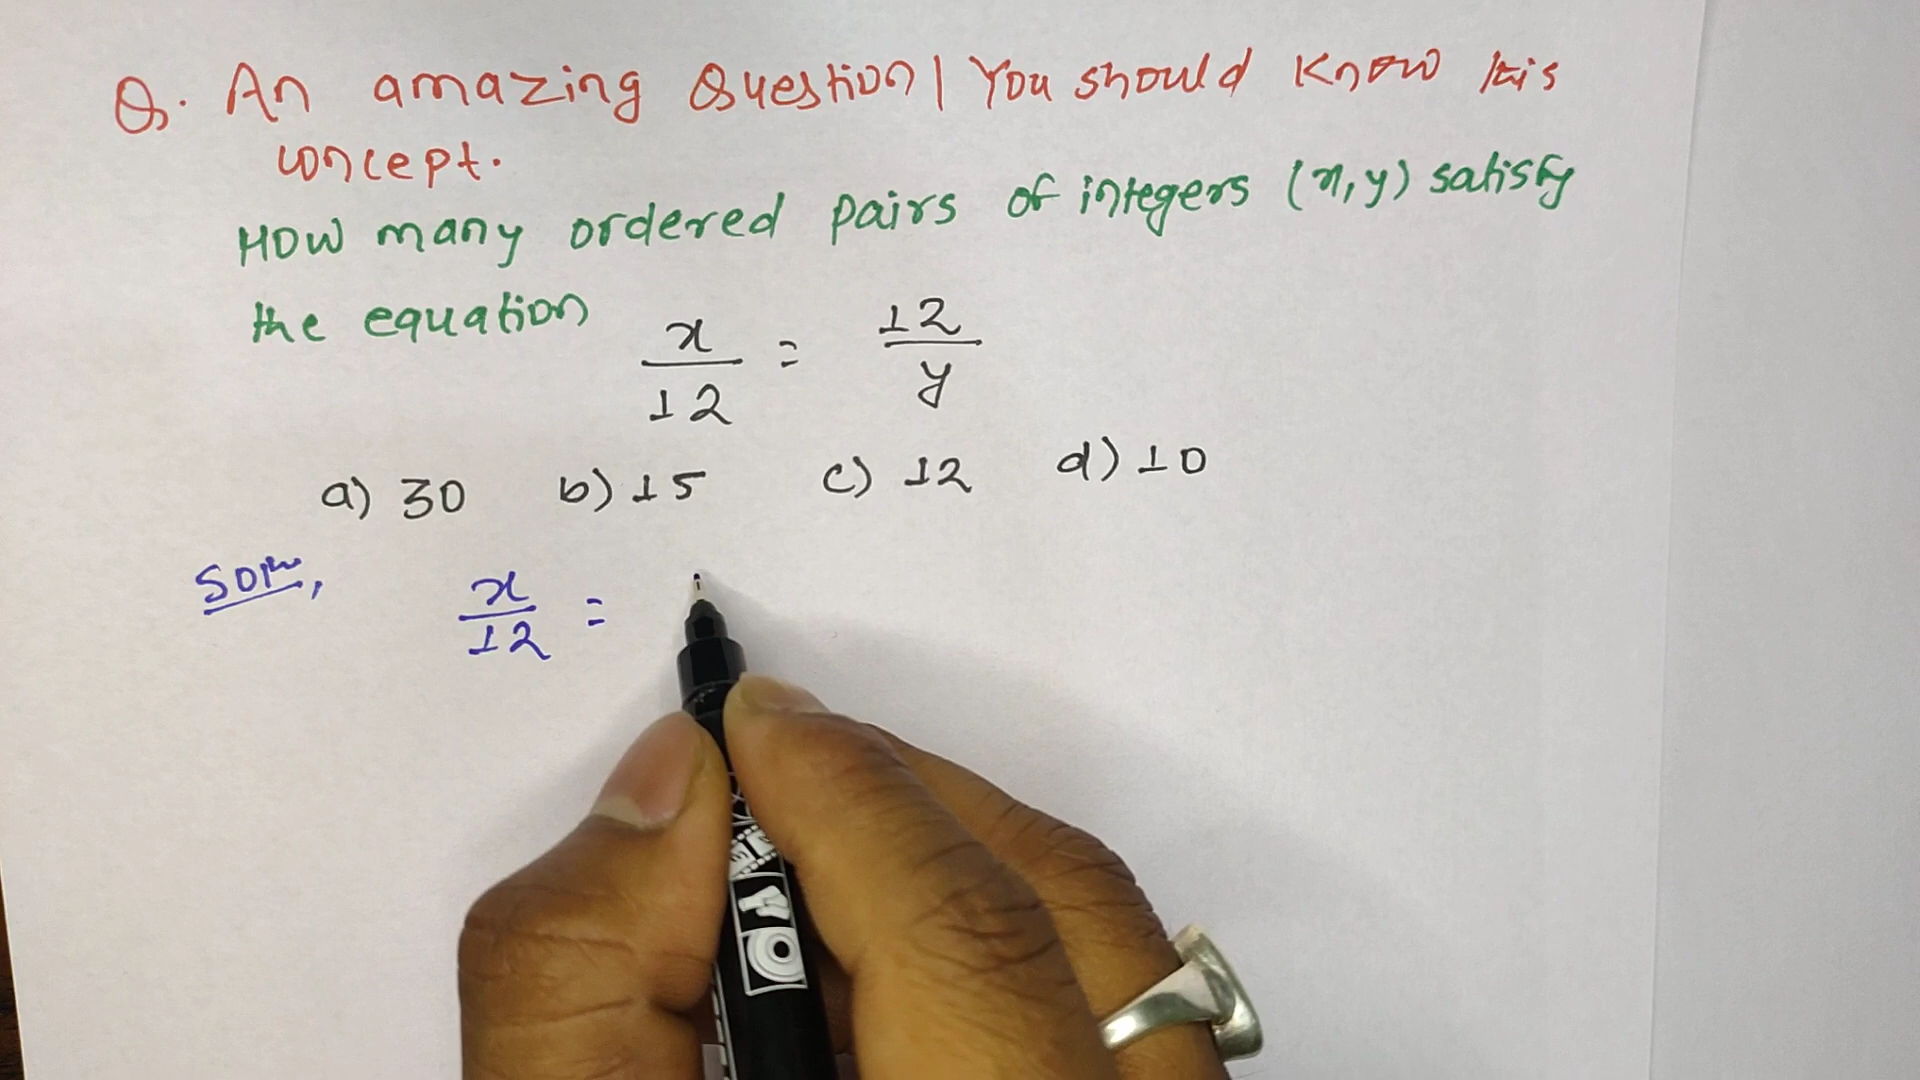 Q. An amazing Question | You should know this
concept.
How many ordered pairs of integers (x,y) satisfy
the equation x/12 = 12/y
a) 30 b) 15 c) 12 d) 10
Soln, x/12 =